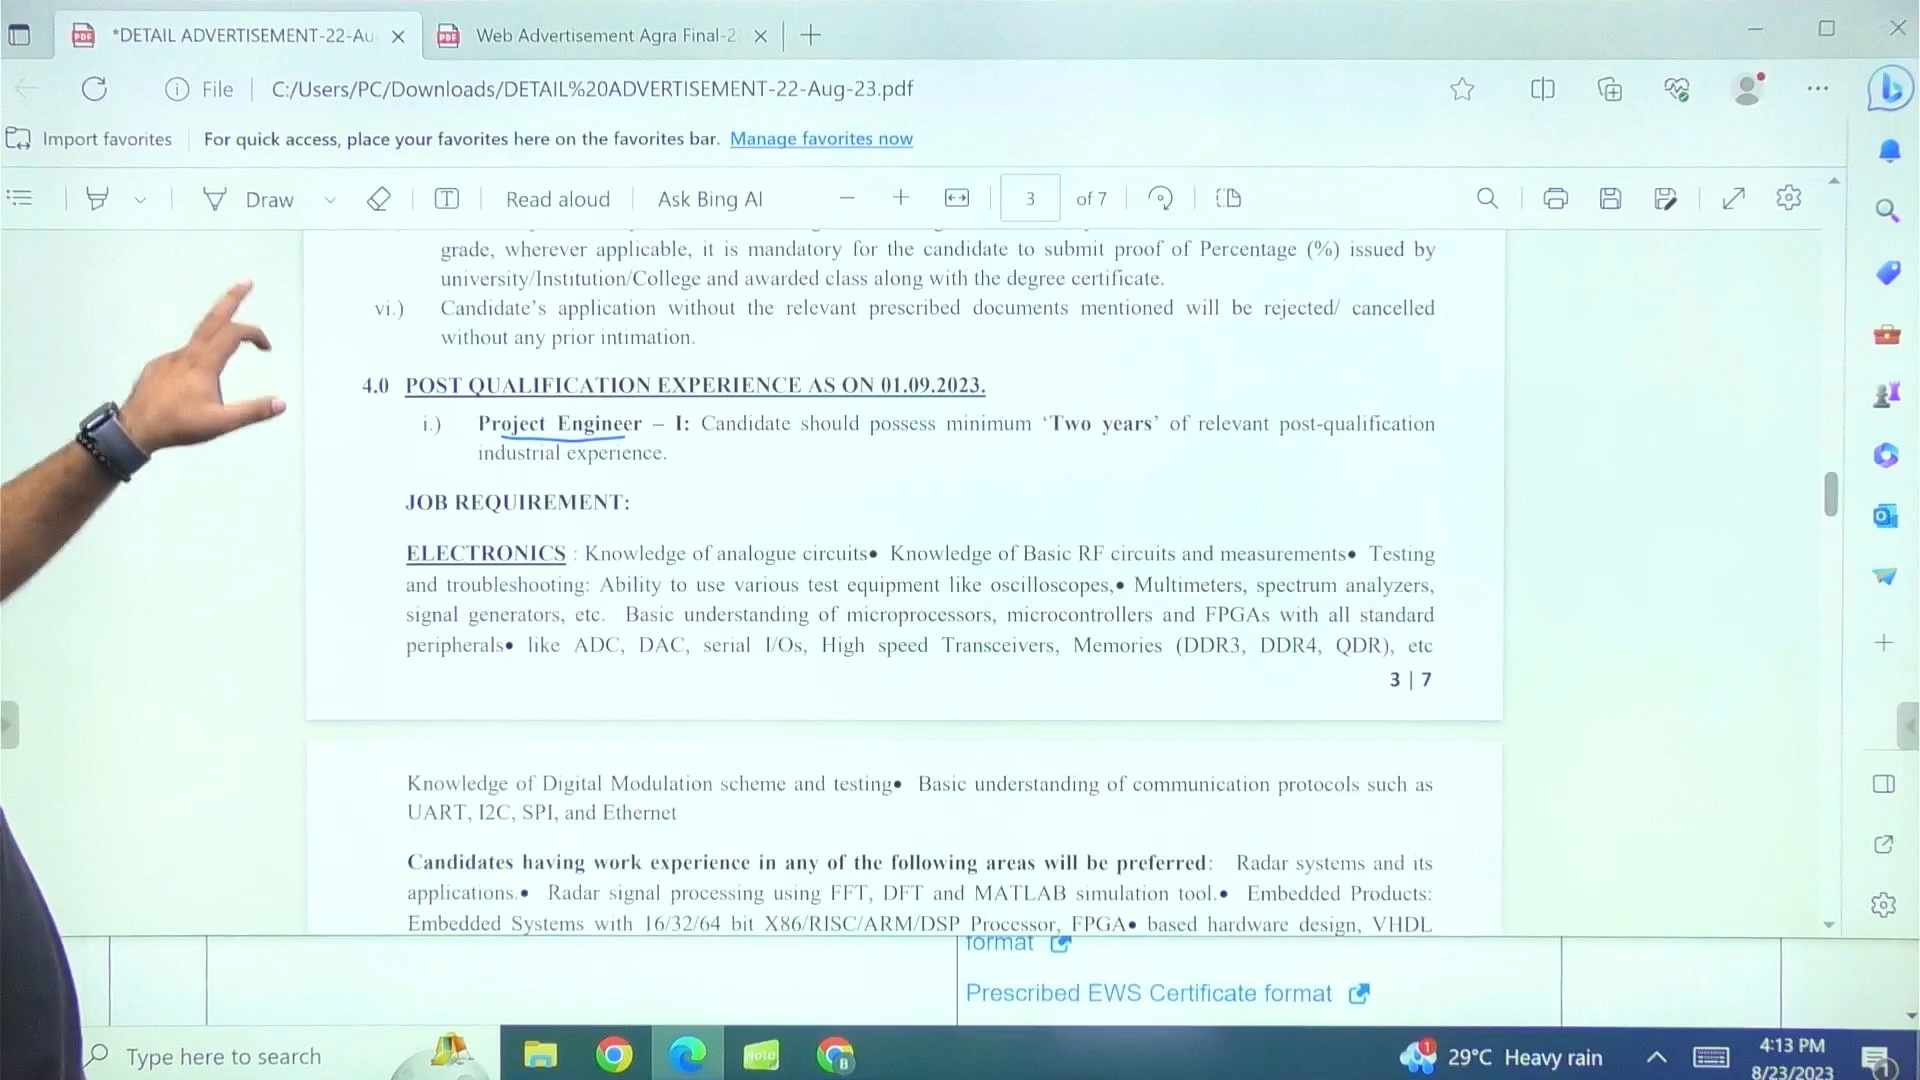 *DETAIL ADVERTISEMENT-22-Au
Web Advertisement Agra Final-2
File
C:/Users/PC/Downloads/DETAIL%20ADVERTISEMENT-22-Aug-23.pdf
Import favorites
For quick access, place your favorites here on the favorites bar. Manage favorites now
Draw
Read aloud
Ask Bing AI
3 of 7
grade, wherever applicable, it is mandatory for the candidate to submit proof of Percentage (%) issued by
university/Institution/College and awarded class along with the degree certificate.
vi.) Candidate's application without the relevant prescribed documents mentioned will be rejected/ cancelled
without any prior intimation.
4.0 POST QUALIFICATION EXPERIENCE AS ON 01.09.2023.
i.) Project Engineer – I: Candidate should possess minimum 'Two years' of relevant post-qualification
industrial experience.
JOB REQUIREMENT:
ELECTRONICS : Knowledge of analogue circuits• Knowledge of Basic RF circuits and measurements• Testing
and troubleshooting: Ability to use various test equipment like oscilloscopes,• Multimeters, spectrum analyzers,
signal generators, etc. Basic understanding of microprocessors, microcontrollers and FPGAs with all standard
peripherals• like ADC, DAC, serial I/Os, High speed Transceivers, Memories (DDR3, DDR4, QDR), etc
3 | 7
Knowledge of Digital Modulation scheme and testing• Basic understanding of communication protocols such as
UART, I2C, SPI, and Ethernet
Candidates having work experience in any of the following areas will be preferred: Radar systems and its
applications.• Radar signal processing using FFT, DFT and MATLAB simulation tool.• Embedded Products:
Embedded Systems with 16/32/64 bit X86/RISC/ARM/DSP Processor, FPGA• based hardware design, VHDL
format
Prescribed EWS Certificate format
Type here to search
Note
B
1
29°C Heavy rain
4:13 PM
8/23/2023
1